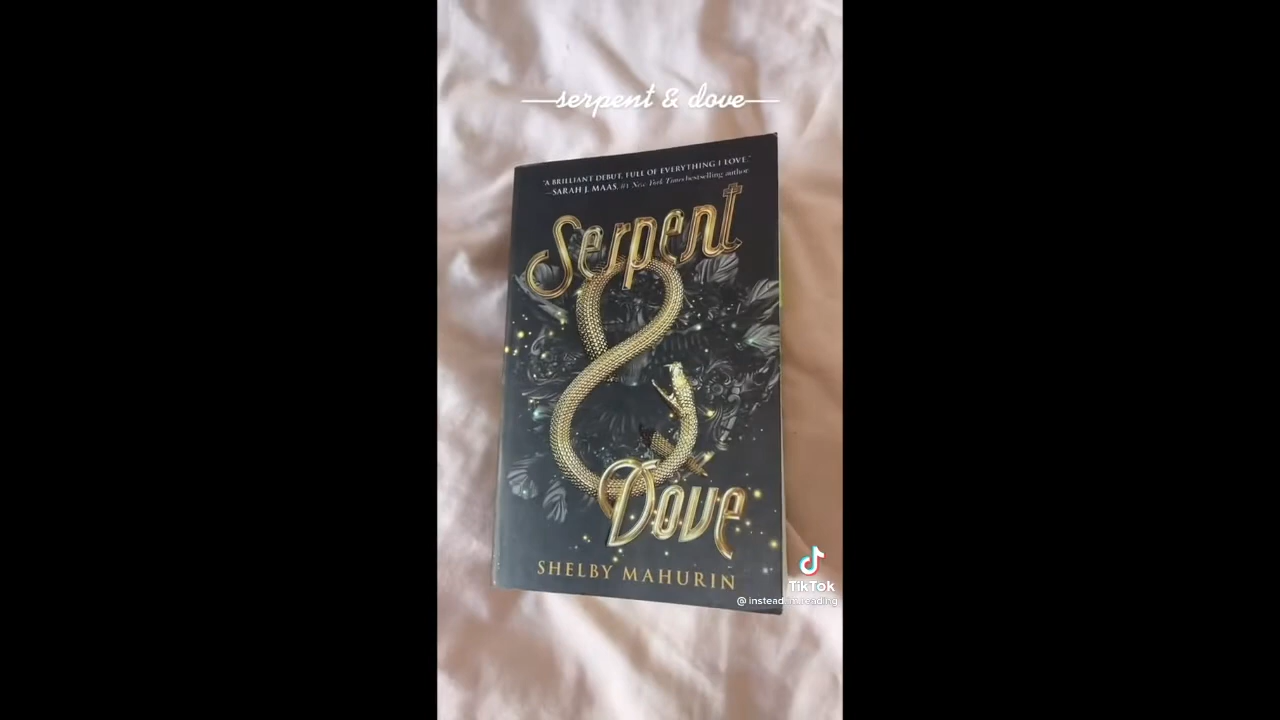 serpent & dove
"A BRILLIANT DEBUT, FULL OF EVERYTHING I LOVE."
—SARAH J. MAAS, #1 New York Times bestselling author
Serpent
&
Dove
SHELBY MAHURIN
TikTok
@insteadimreading